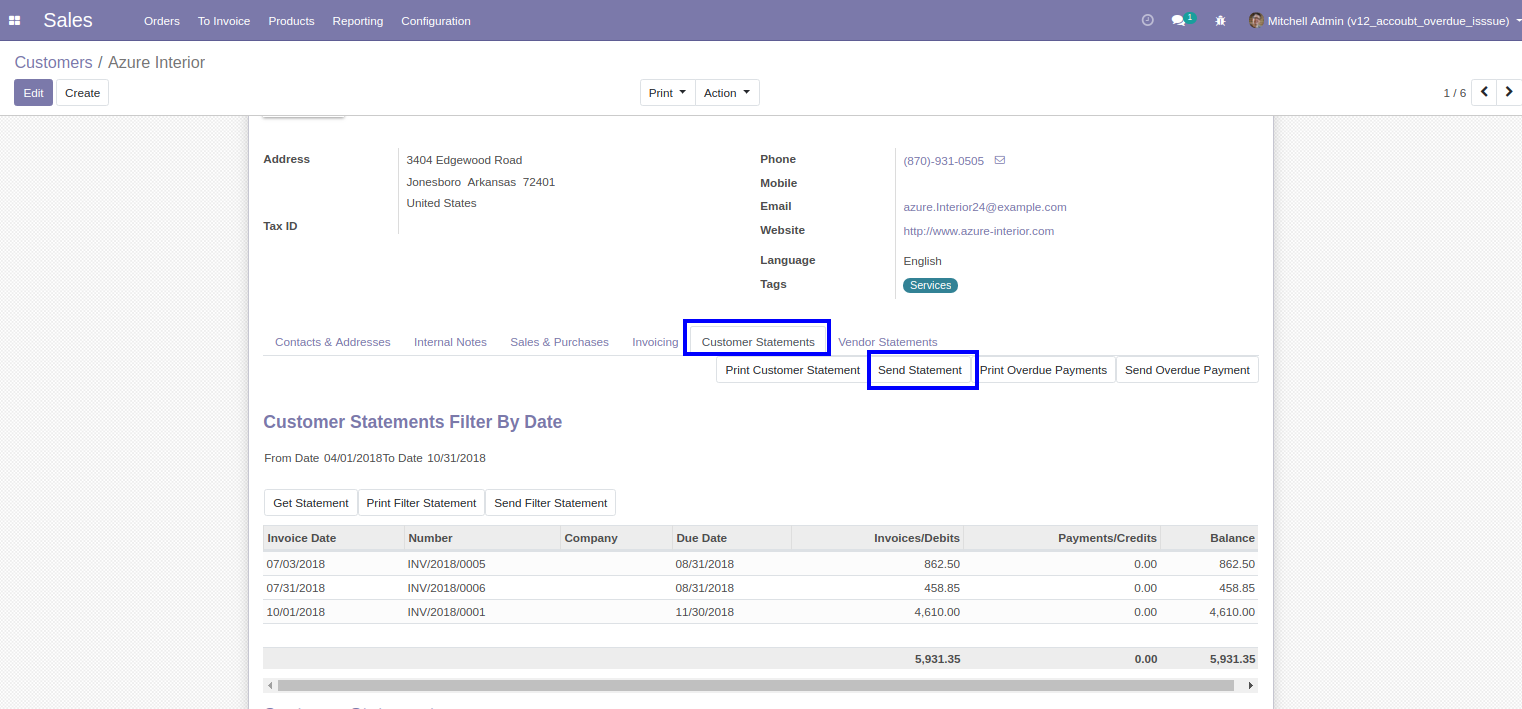 Sales Orders To Invoice Products Reporting Configuration 1 Mitchell Admin (v12_accoubt_overdue_isssue)
Customers / Azure Interior
Edit Create Print Action 1 / 6
Address 3404 Edgewood Road
Jonesboro Arkansas 72401
United States
Tax ID
Phone (870)-931-0505
Mobile
Email azure.Interior24@example.com
Website http://www.azure-interior.com
Language English
Tags Services
Contacts & Addresses Internal Notes Sales & Purchases Invoicing Customer Statements Vendor Statements
Print Customer Statement Send Statement Print Overdue Payments Send Overdue Payment
Customer Statements Filter By Date
From Date 04/01/2018To Date 10/31/2018
Get Statement Print Filter Statement Send Filter Statement
Invoice Date Number Company Due Date Invoices/Debits Payments/Credits Balance
07/03/2018 INV/2018/0005 08/31/2018 862.50 0.00 862.50
07/31/2018 INV/2018/0006 08/31/2018 458.85 0.00 458.85
10/01/2018 INV/2018/0001 11/30/2018 4,610.00 0.00 4,610.00
5,931.35 0.00 5,931.35